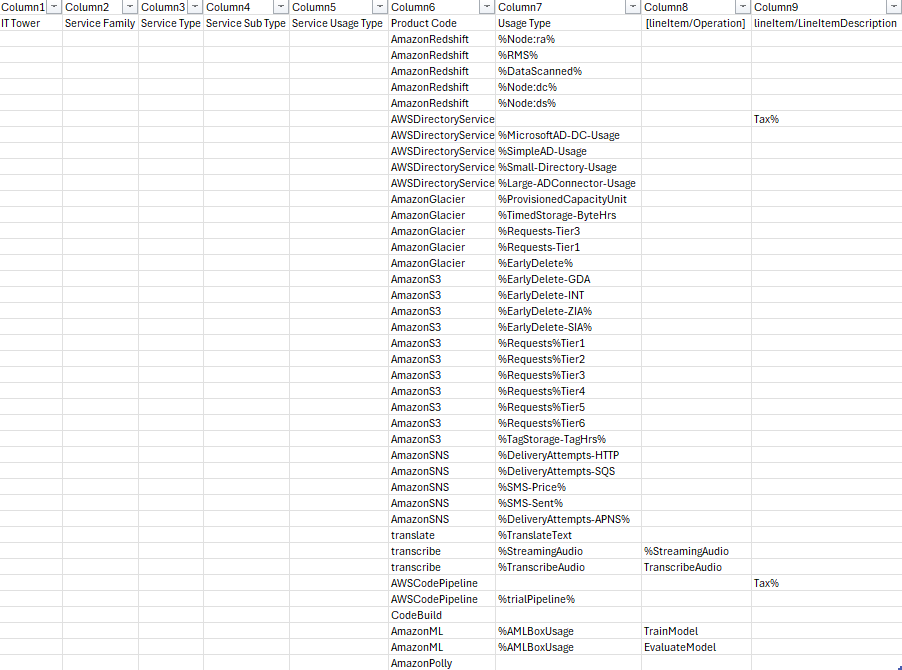 Column1 Column2 Column3 Column4 Column5 Column6 Column7 Column8 Column9
IT Tower Service Family Service Type Service Sub Type Service Usage Type Product Code Usage Type [lineItem/Operation] lineItem/LineItemDescription
AmazonRedshift %Node:ra%
AmazonRedshift %RMS%
AmazonRedshift %DataScanned%
AmazonRedshift %Node:dc%
AmazonRedshift %Node:ds%
AWSDirectoryService Tax%
AWSDirectoryService %MicrosoftAD-DC-Usage
AWSDirectoryService %SimpleAD-Usage
AWSDirectoryService %Small-Directory-Usage
AWSDirectoryService %Large-ADConnector-Usage
AmazonGlacier %ProvisionedCapacityUnit
AmazonGlacier %TimedStorage-ByteHrs
AmazonGlacier %Requests-Tier3
AmazonGlacier %Requests-Tier1
AmazonGlacier %EarlyDelete%
AmazonS3 %EarlyDelete-GDA
AmazonS3 %EarlyDelete-INT
AmazonS3 %EarlyDelete-ZIA%
AmazonS3 %EarlyDelete-SIA%
AmazonS3 %Requests%Tier1
AmazonS3 %Requests%Tier2
AmazonS3 %Requests%Tier3
AmazonS3 %Requests%Tier4
AmazonS3 %Requests%Tier5
AmazonS3 %Requests%Tier6
AmazonS3 %TagStorage-TagHrs%
AmazonSNS %DeliveryAttempts-HTTP
AmazonSNS %DeliveryAttempts-SQS
AmazonSNS %SMS-Price%
AmazonSNS %SMS-Sent%
AmazonSNS %DeliveryAttempts-APNS%
translate %TranslateText
transcribe %StreamingAudio %StreamingAudio
transcribe %TranscribeAudio TranscribeAudio
AWSCodePipeline Tax%
AWSCodePipeline %trialPipeline%
CodeBuild
AmazonML %AMLBoxUsage TrainModel
AmazonML %AMLBoxUsage EvaluateModel
AmazonPolly